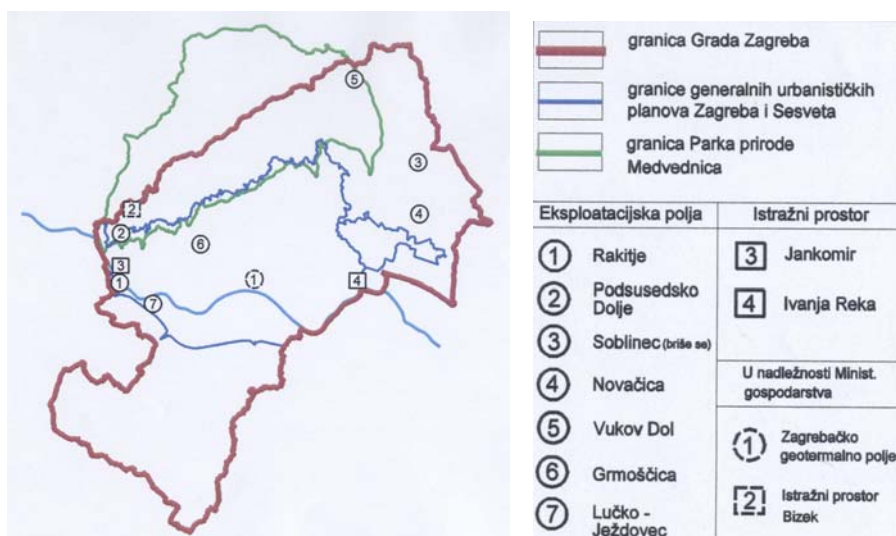 5
3
2
4
2
6
3
1
1
4
7
granica Grada Zagreba
granice generalnih urbanističkih
planova Zagreba i Sesveta
granica Parka prirode
Medvednica
Eksploatacijska polja
1 Rakitje
2 Podsusedsko
Dolje
3 Soblinec (briše se)
4 Novačica
5 Vukov Dol
6 Grmoščica
7 Lučko -
Ježdovec
Istražni prostor
3 Jankomir
4 Ivanja Reka
U nadležnosti Minist.
gospodarstva
1 Zagrebačko
geotermalno polje
2 Istražni prostor
Bizek